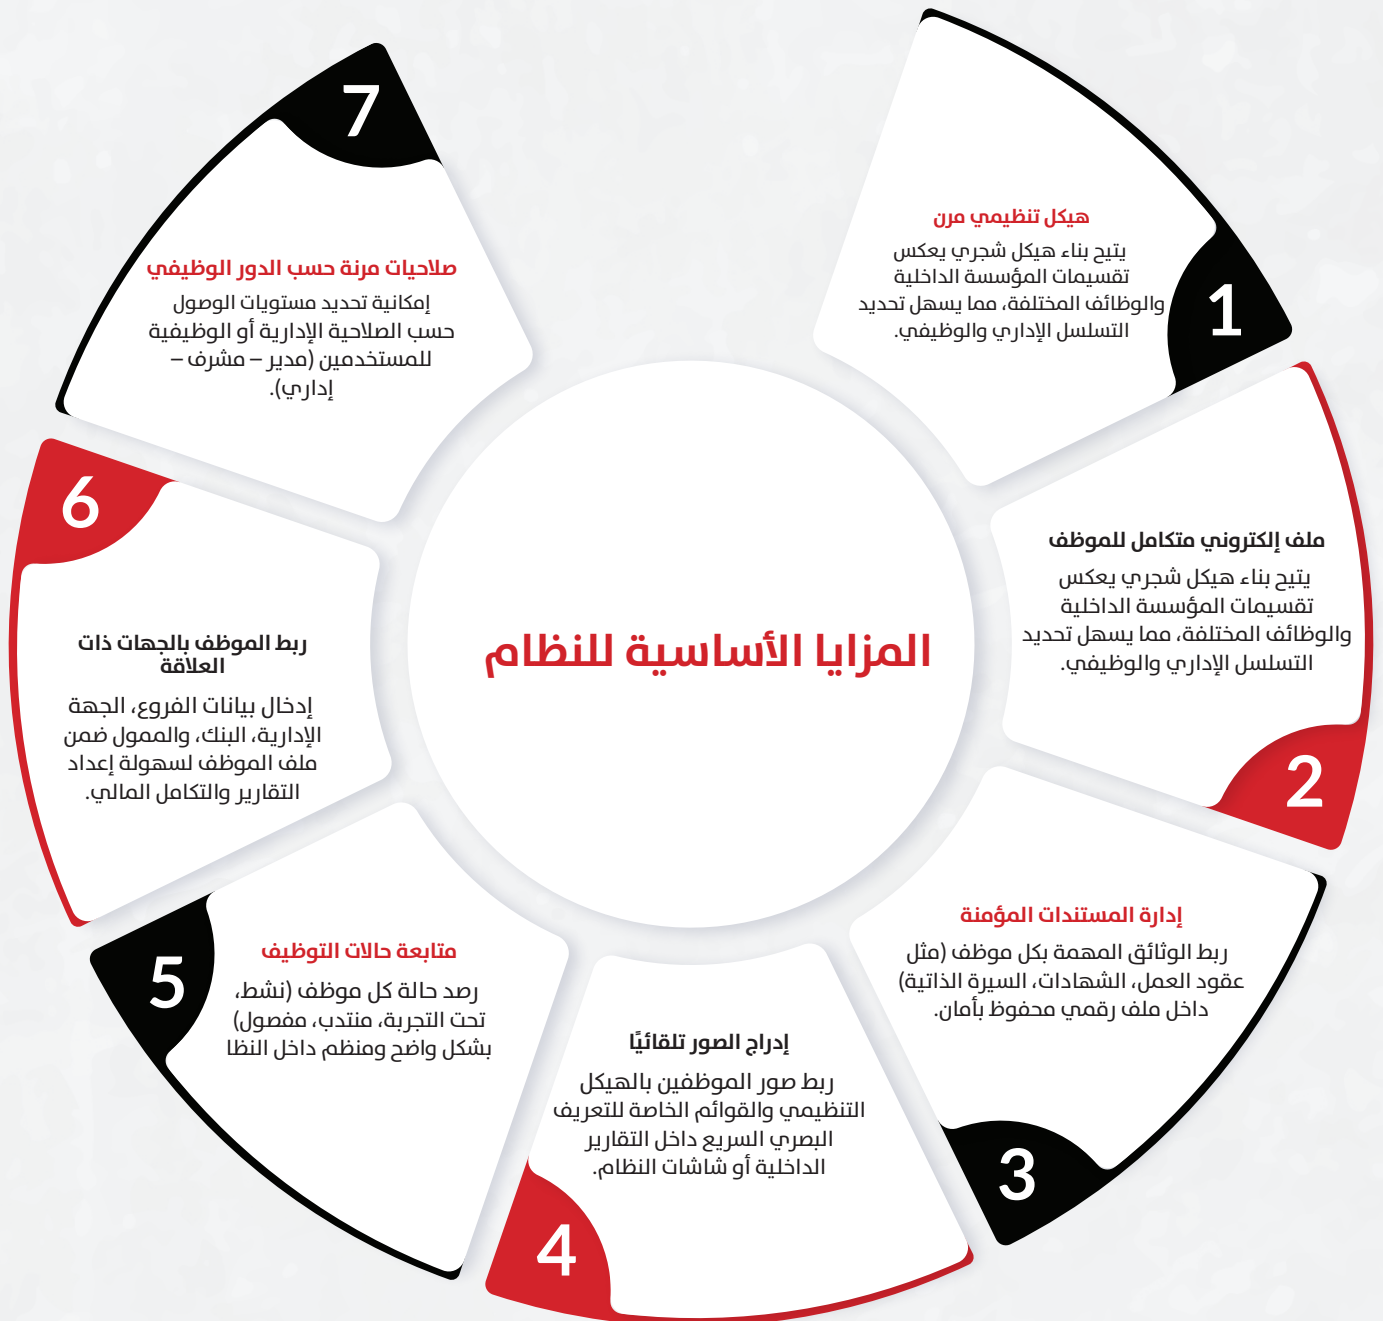 المزايا الأساسية للنظام
1
هيكل تنظيمي مرن
يتيح بناء هيكل شجري يعكس
تقسيمات المؤسسة الداخلية
والوظائف المختلفة، مما يسهل تحديد
التسلسل الإداري والوظيفي.
2
ملف إلكتروني متكامل للموظف
يتيح بناء هيكل شجري يعكس
تقسيمات المؤسسة الداخلية
والوظائف المختلفة، مما يسهل تحديد
التسلسل الإداري والوظيفي.
3
إدارة المستندات المؤمنة
ربط الوثائق المهمة بكل موظف (مثل
عقود العمل، الشهادات، السيرة الذاتية)
داخل ملف رقمي محفوظ بأمان.
4
إدراج الصور تلقائيًا
ربط صور الموظفين بالهيكل
التنظيمي والقوائم الخاصة للتعريف
البصري السريع داخل التقارير
الداخلية أو شاشات النظام.
5
متابعة حالات التوظيف
رصد حالة كل موظف (نشط،
تحت التجربة، منتدب، مفصول)
بشكل واضح ومنظم داخل النظا
6
ربط الموظف بالجهات ذات
العلاقة
إدخال بيانات الفروع، الجهة
الإدارية، البنك، والممول ضمن
ملف الموظف لسهولة إعداد
التقارير والتكامل المالي.
7
صلاحيات مرنة حسب الدور الوظيفي
إمكانية تحديد مستويات الوصول
حسب الصلاحية الإدارية أو الوظيفية
للمستخدمين (مدير – مشرف –
إداري).